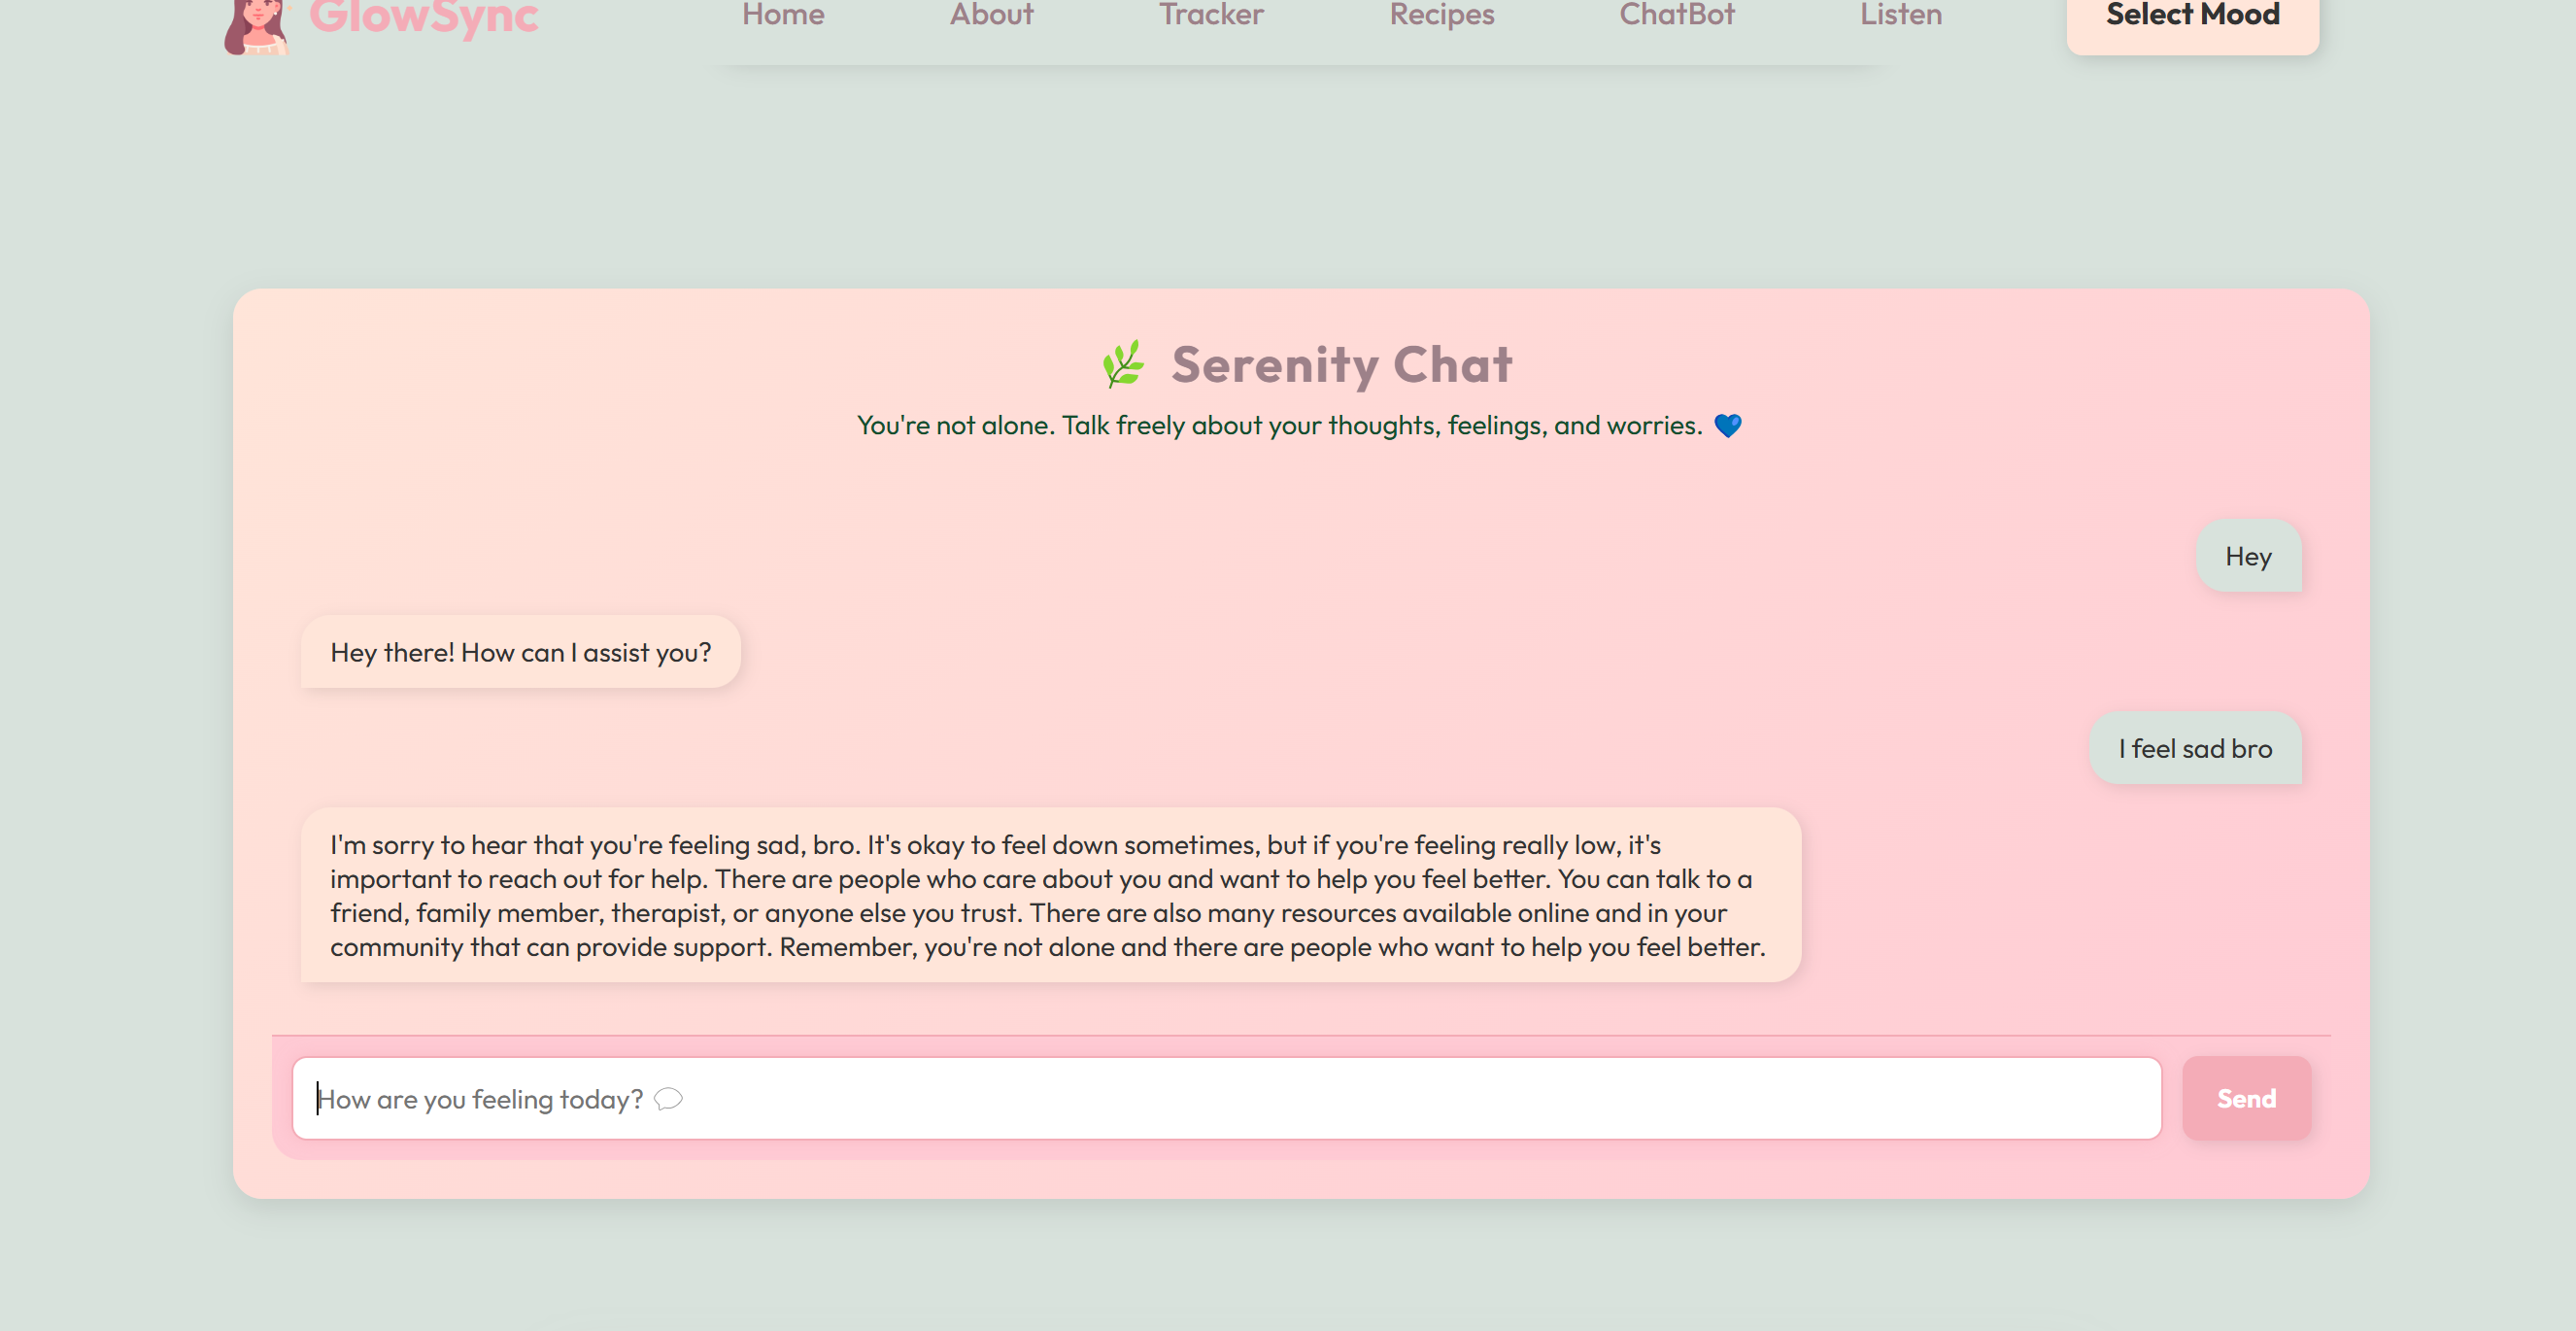 GlowSync
Home
About
Tracker
Recipes
ChatBot
Listen
Select Mood
🌿 Serenity Chat
You're not alone. Talk freely about your thoughts, feelings, and worries. 💙
Hey
Hey there! How can I assist you?
I feel sad bro
I'm sorry to hear that you're feeling sad, bro. It's okay to feel down sometimes, but if you're feeling really low, it's
important to reach out for help. There are people who care about you and want to help you feel better. You can talk to a
friend, family member, therapist, or anyone else you trust. There are also many resources available online and in your
community that can provide support. Remember, you're not alone and there are people who want to help you feel better.
How are you feeling today? 💬
Send